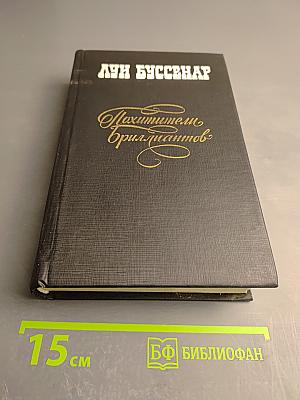 ЛУИ БУССЕНАР
Похитители
бриллиантов
15 см
БФ БИБЛИОФАН